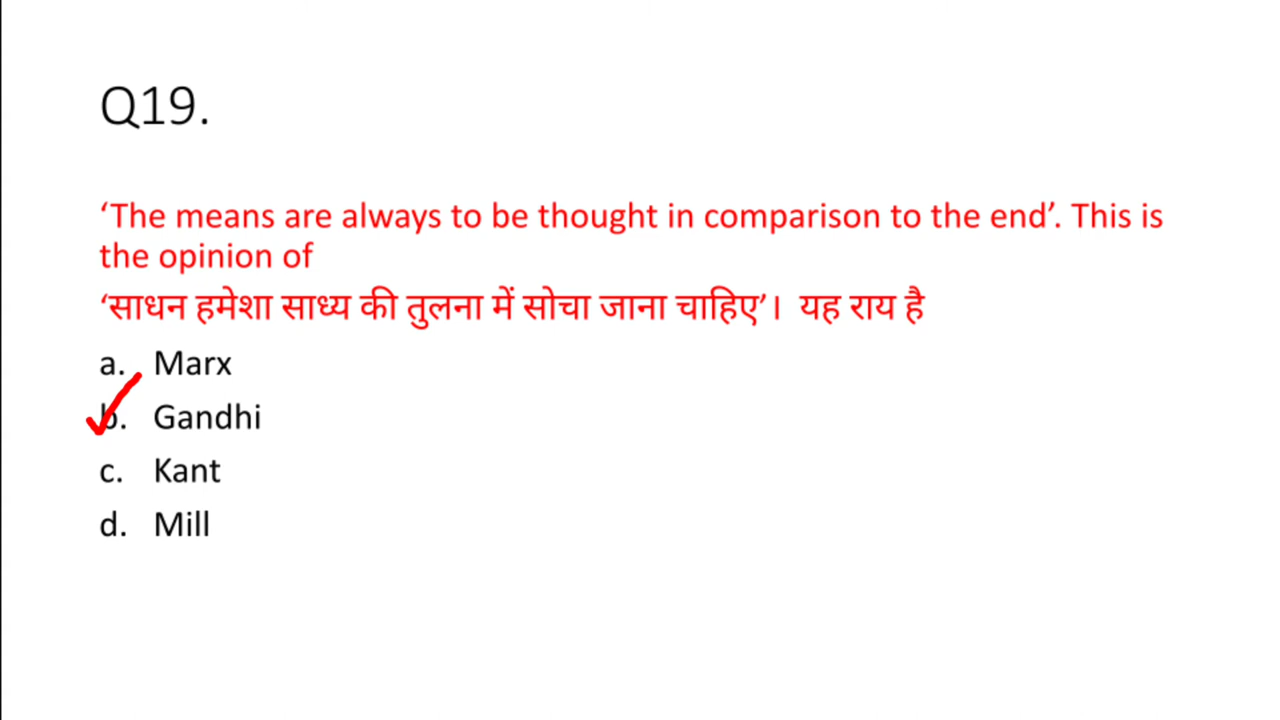 Q19.
‘The means are always to be thought in comparison to the end’. This is
the opinion of
‘साधन हमेशा साध्य की तुलना में सोचा जाना चाहिए’। यह राय है
a. Marx
b. Gandhi
c. Kant
d. Mill